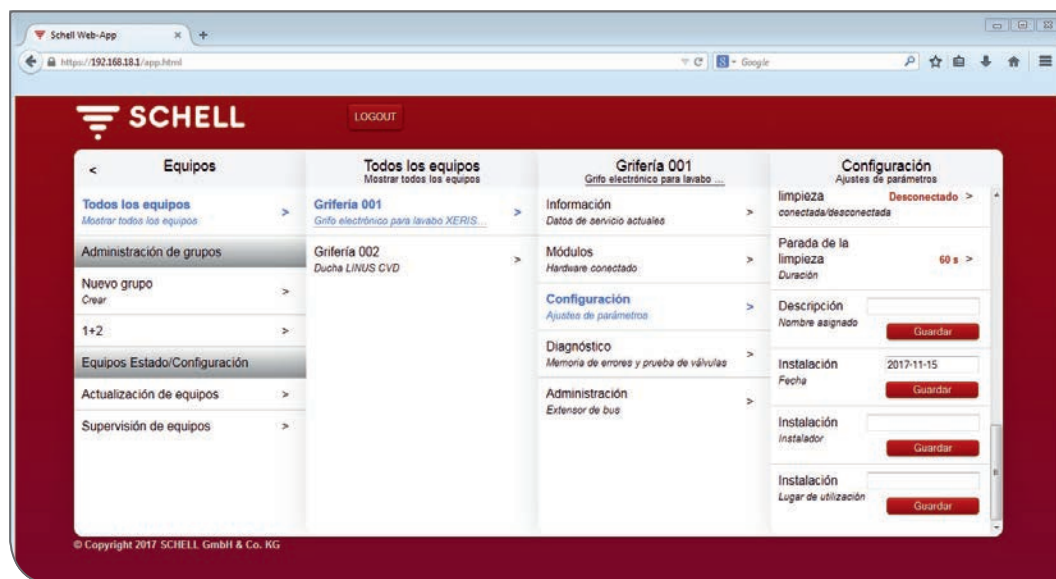 Schell Web-App
https://192.168.18.1/app.html
Google
SCHELL
LOGOUT
< Equipos
Todos los equipos
Mostrar todos los equipos
>
Administración de grupos
Nuevo grupo
Crear
>
1+2 >
Equipos Estado/Configuración
Actualización de equipos >
Supervisión de equipos >
Todos los equipos
Mostrar todos los equipos
Grifería 001
Grifo electrónico para lavabo XERIS...
>
Grifería 002
Ducha LINUS CVD
>
Grifería 001
Grifo electrónico para lavabo ...
Información
Datos de servicio actuales
>
Módulos
Hardware conectado
>
Configuración
Ajustes de parámetros
>
Diagnóstico
Memoria de errores y prueba de válvulas
>
Administración
Extensor de bus
>
Configuración
Ajustes de parámetros
limpieza Desconectado >
conectada/desconectada
Parada de la
limpieza 60 s >
Duración
Descripción
Nombre asignado
Guardar
Instalación 2017-11-15
Fecha
Guardar
Instalación
Instalador
Guardar
Instalación
Lugar de utilización
Guardar
© Copyright 2017 SCHELL GmbH & Co. KG